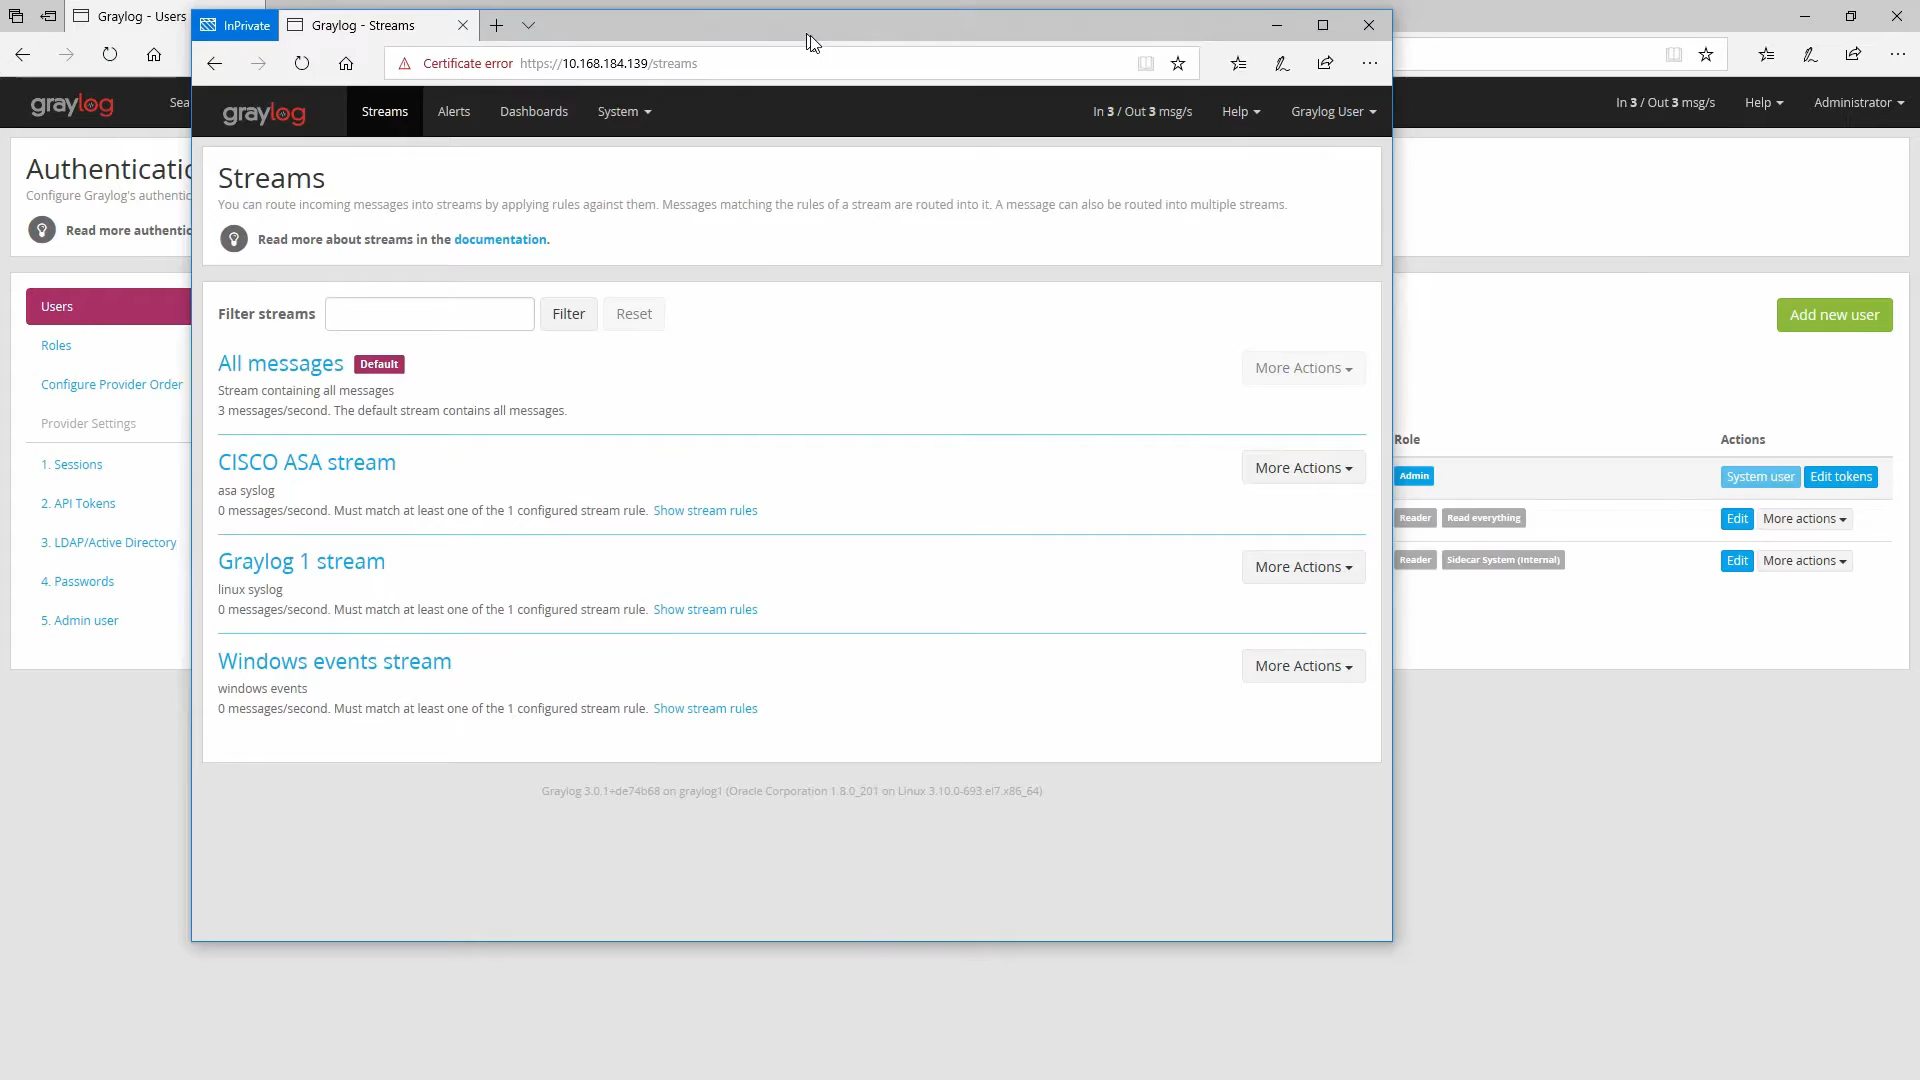 Graylog - Users
InPrivate
Graylog - Streams
Certificate error https://10.168.184.139/streams
graylog
Sea
In 3 / Out 3 msg/s
Help
Administrator
graylog
Streams
Alerts
Dashboards
System
In 3 / Out 3 msg/s
Help
Graylog User
Authenticatio
Configure Graylog's authentic
Read more authentic
Streams
You can route incoming messages into streams by applying rules against them. Messages matching the rules of a stream are routed into it. A message can also be routed into multiple streams.
Read more about streams in the documentation.
Users
Roles
Configure Provider Order
Provider Settings
1. Sessions
2. API Tokens
3. LDAP/Active Directory
4. Passwords
5. Admin user
Filter streams
Filter
Reset
All messages Default
Stream containing all messages
3 messages/second. The default stream contains all messages.
More Actions
CISCO ASA stream
asa syslog
0 messages/second. Must match at least one of the 1 configured stream rule. Show stream rules
More Actions
Graylog 1 stream
linux syslog
0 messages/second. Must match at least one of the 1 configured stream rule. Show stream rules
More Actions
Windows events stream
windows events
0 messages/second. Must match at least one of the 1 configured stream rule. Show stream rules
More Actions
Graylog 3.0.1+de74b68 on graylog1 (Oracle Corporation 1.8.0_201 on Linux 3.10.0-693.el7.x86_64)
Add new user
Role
Actions
Admin
System user
Edit tokens
Reader
Read everything
Edit
More actions
Reader
Sidecar System (Internal)
Edit
More actions